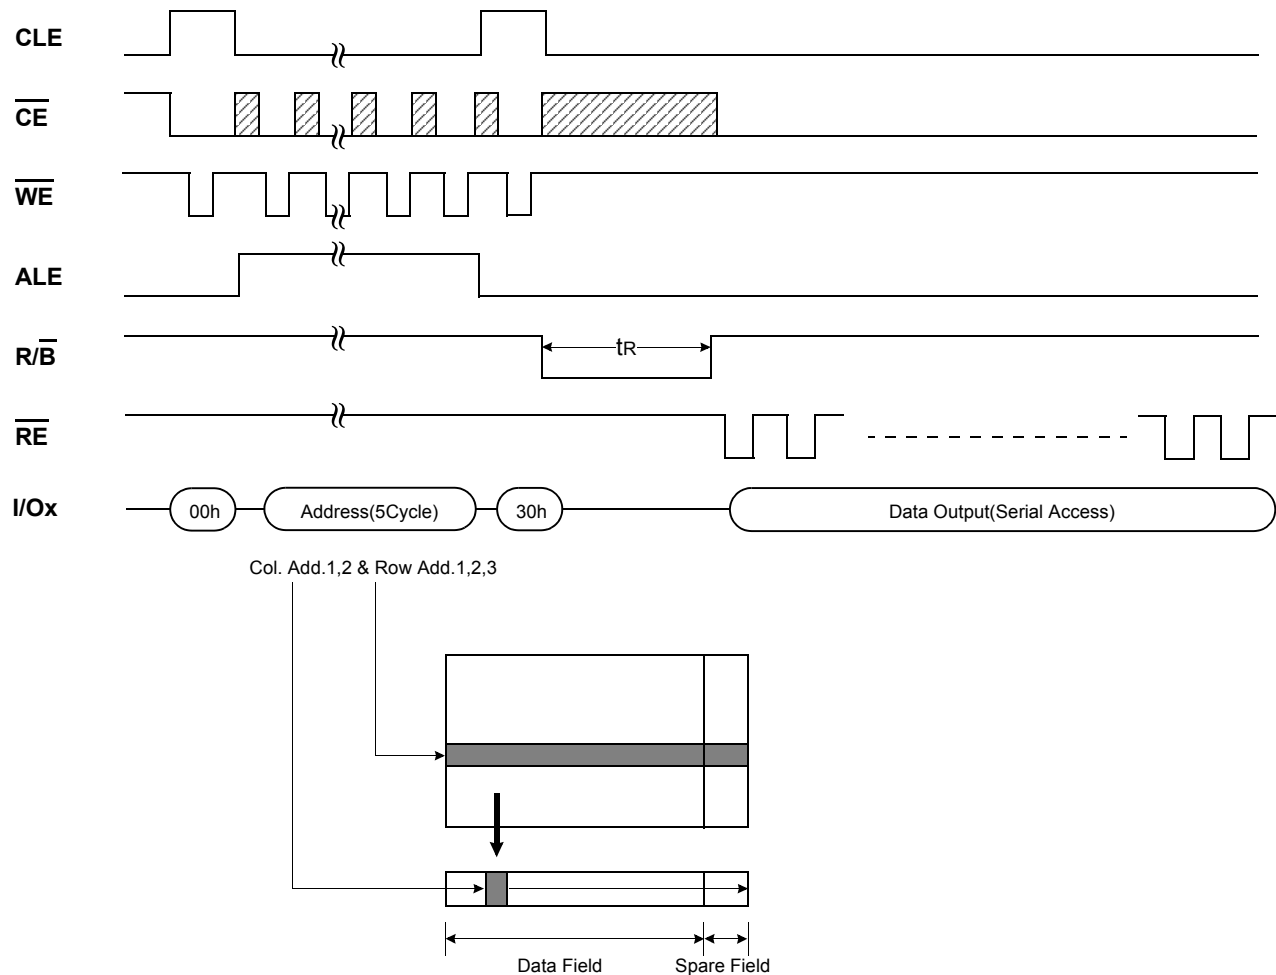 CLE
CE
WE
ALE
R/B
tR
RE
I/Ox
00h
Address(5Cycle)
30h
Data Output(Serial Access)
Col. Add.1,2 & Row Add.1,2,3
Data Field
Spare Field